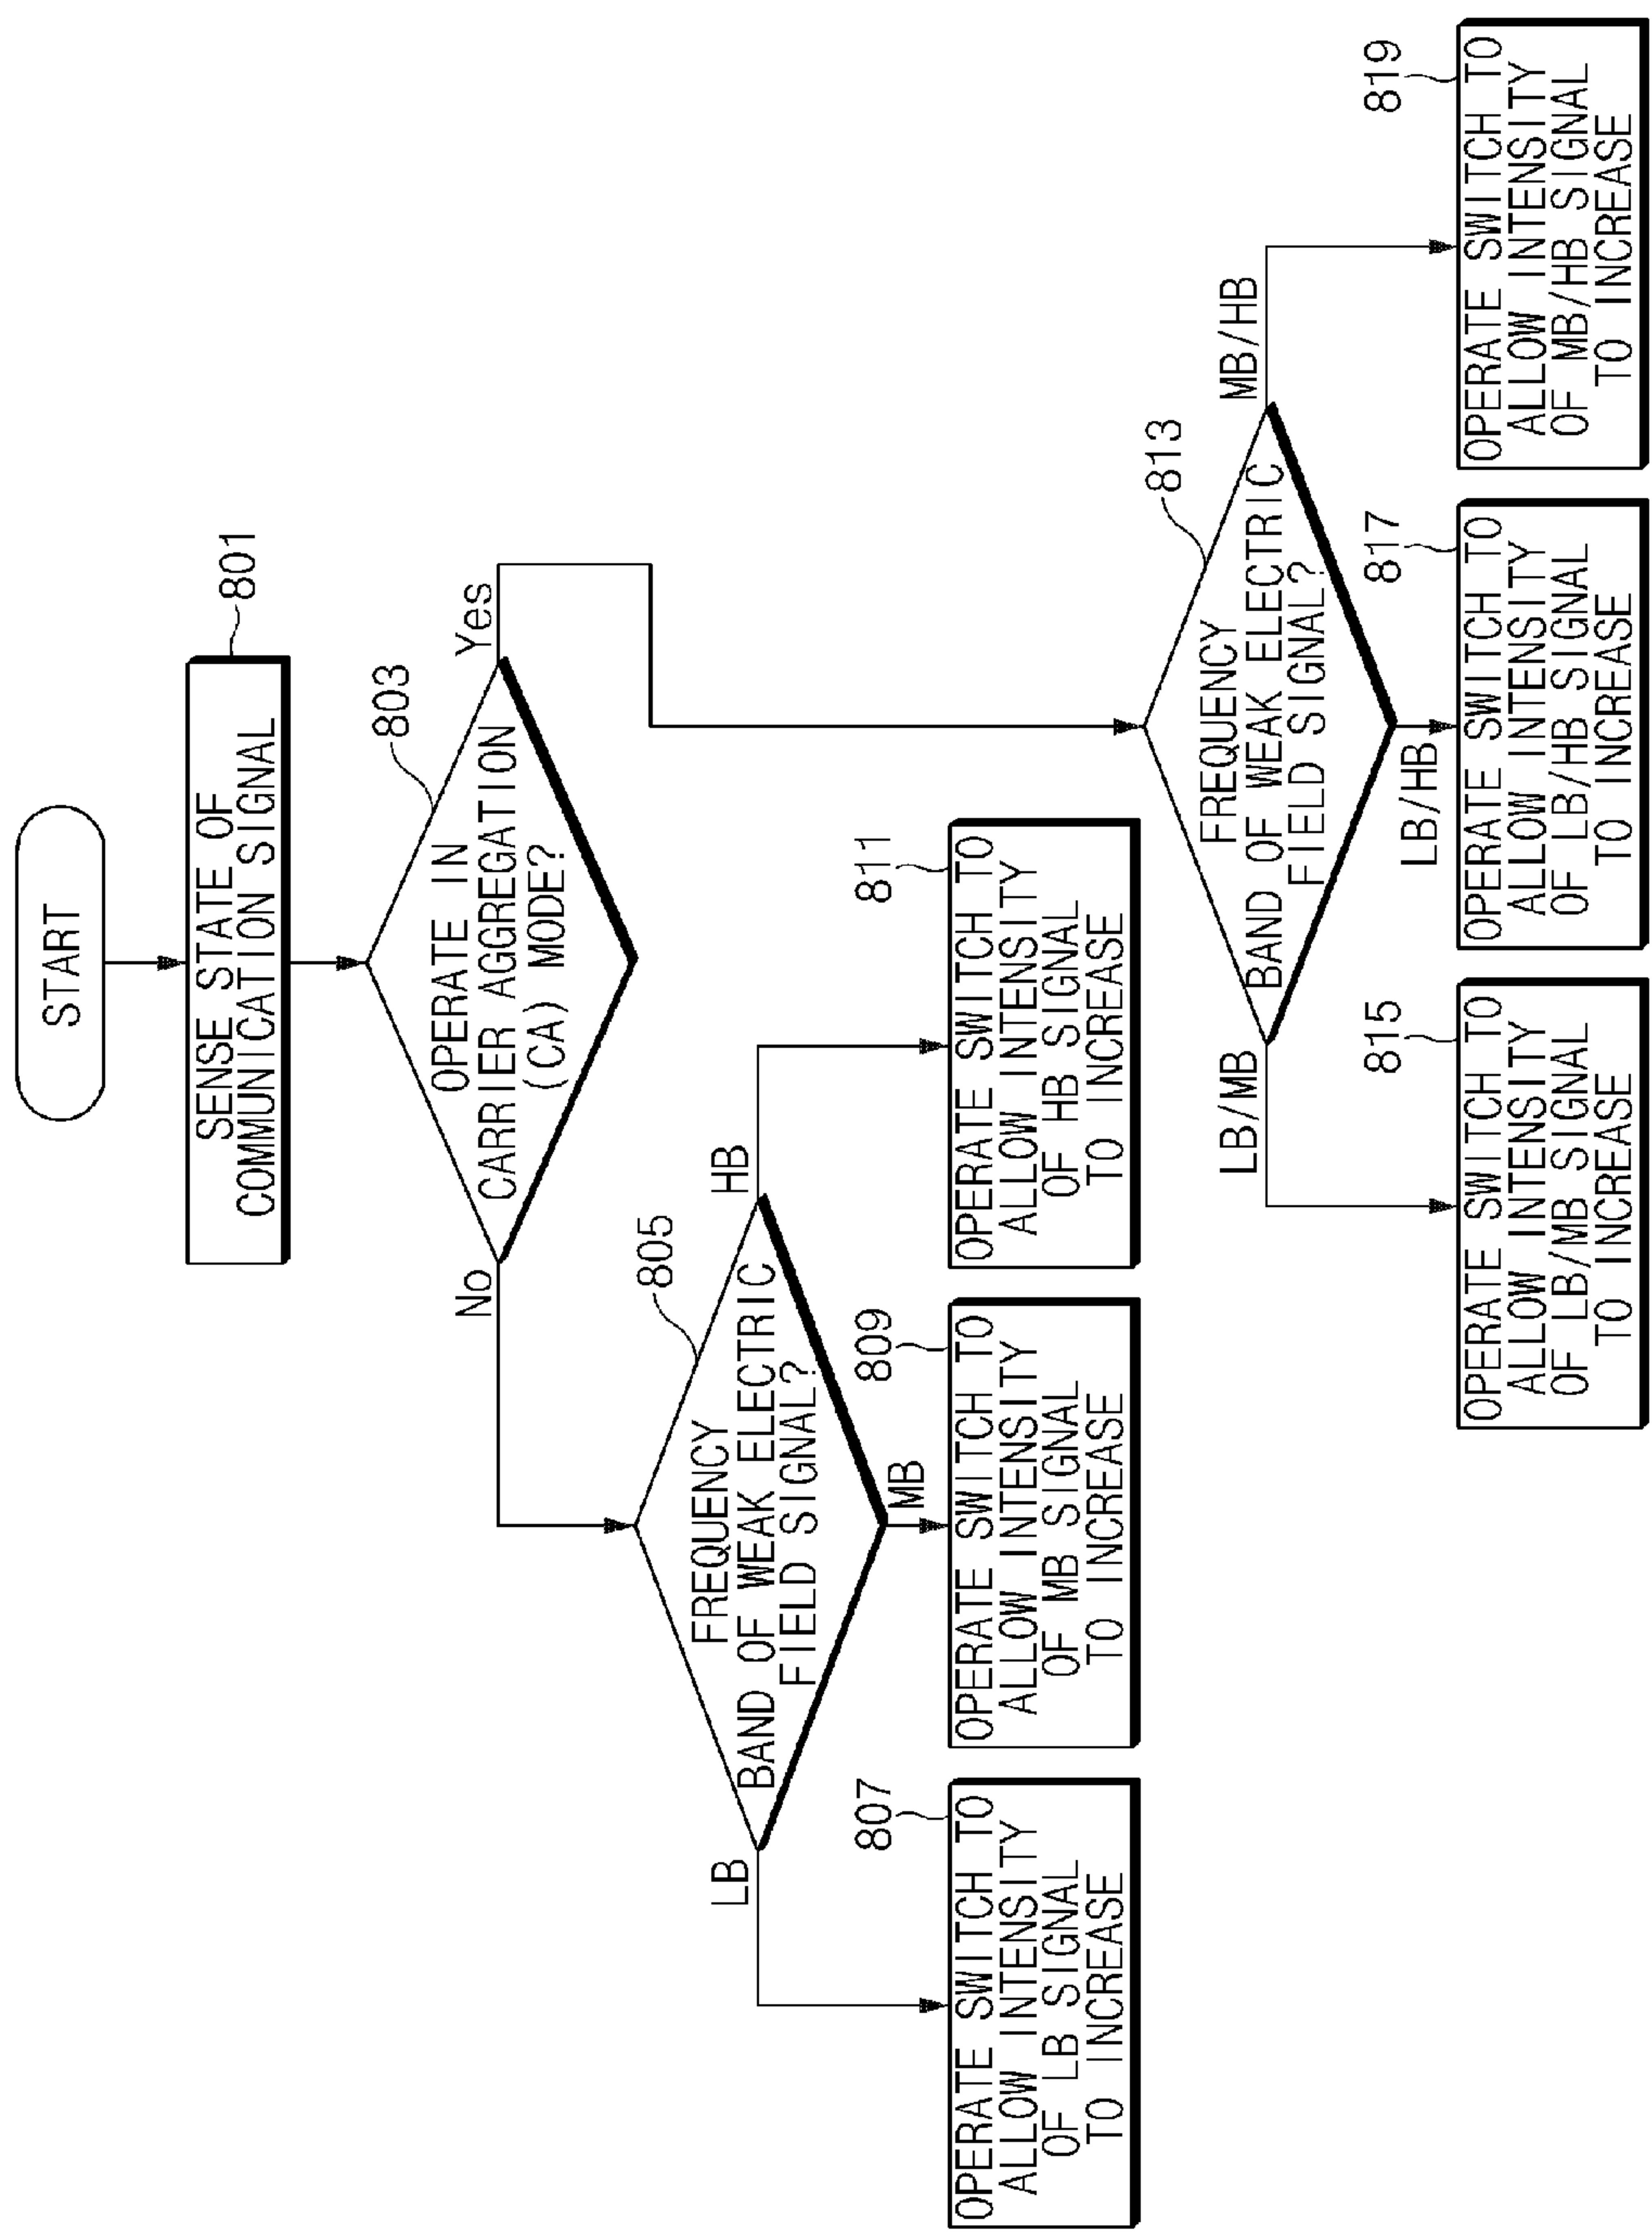 START
801
SENSE STATE OF
COMMUNICATION SIGNAL
803
OPERATE IN
CARRIER AGGREGATION
(CA) MODE?
No
Yes
805
FREQUENCY
BAND OF WEAK ELECTRIC
FIELD SIGNAL?
LB
MB
HB
807
OPERATE SWITCH TO
ALLOW INTENSITY
OF LB SIGNAL
TO INCREASE
809
OPERATE SWITCH TO
ALLOW INTENSITY
OF MB SIGNAL
TO INCREASE
811
OPERATE SWITCH TO
ALLOW INTENSITY
OF HB SIGNAL
TO INCREASE
813
FREQUENCY
BAND OF WEAK ELECTRIC
FIELD SIGNAL?
LB/MB
LB/HB
MB/HB
815
OPERATE SWITCH TO
ALLOW INTENSITY
OF LB/MB SIGNAL
TO INCREASE
817
OPERATE SWITCH TO
ALLOW INTENSITY
OF LB/HB SIGNAL
TO INCREASE
819
OPERATE SWITCH TO
ALLOW INTENSITY
OF MB/HB SIGNAL
TO INCREASE